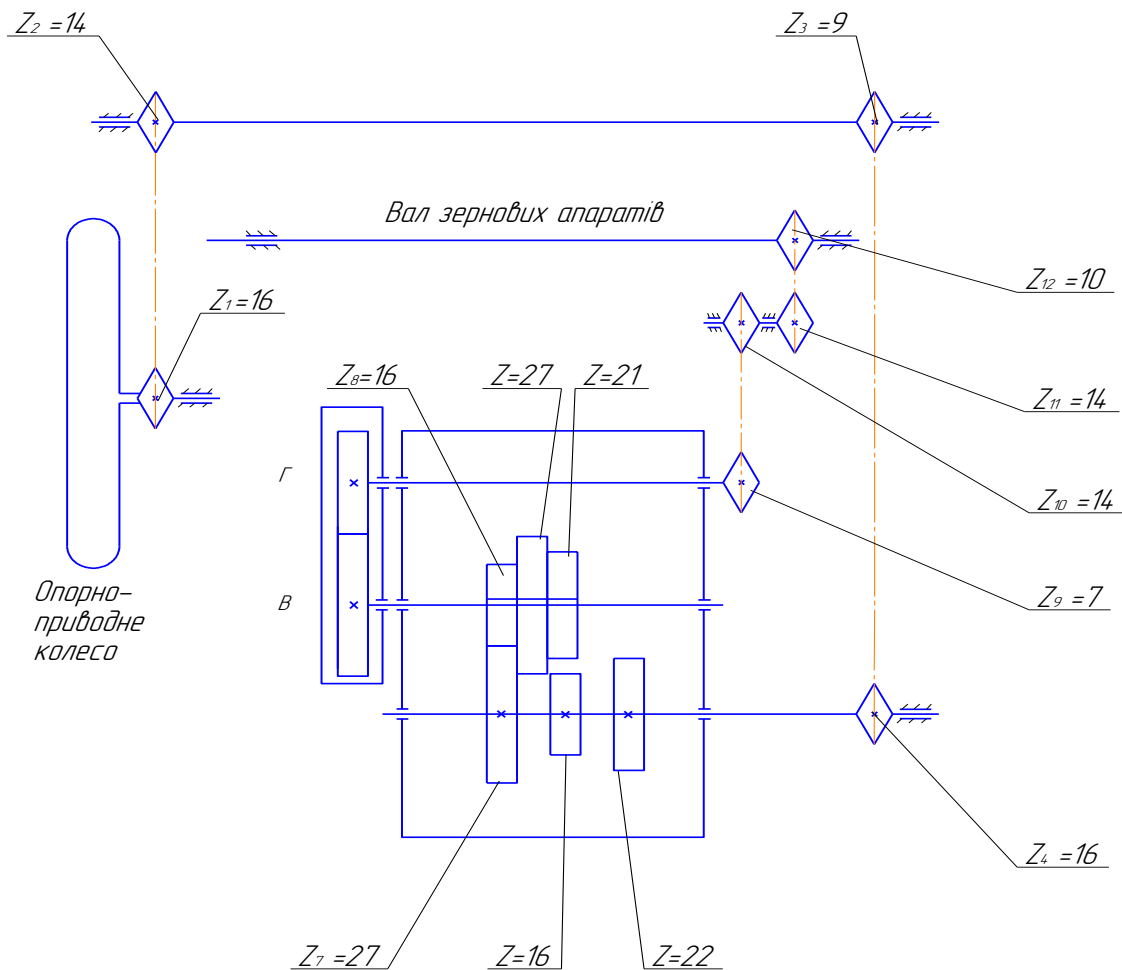 Z₂=14
Z₃=9
Вал зернових апаратів
Z₁₂=10
Z₁=16
Z₈=16
Z=27
Z=21
Z₁₁=14
Г
Z₁₀=14
Опорно-
приводне
колесо
В
Z₉=7
Z₄=16
Z₇=27
Z=16
Z=22